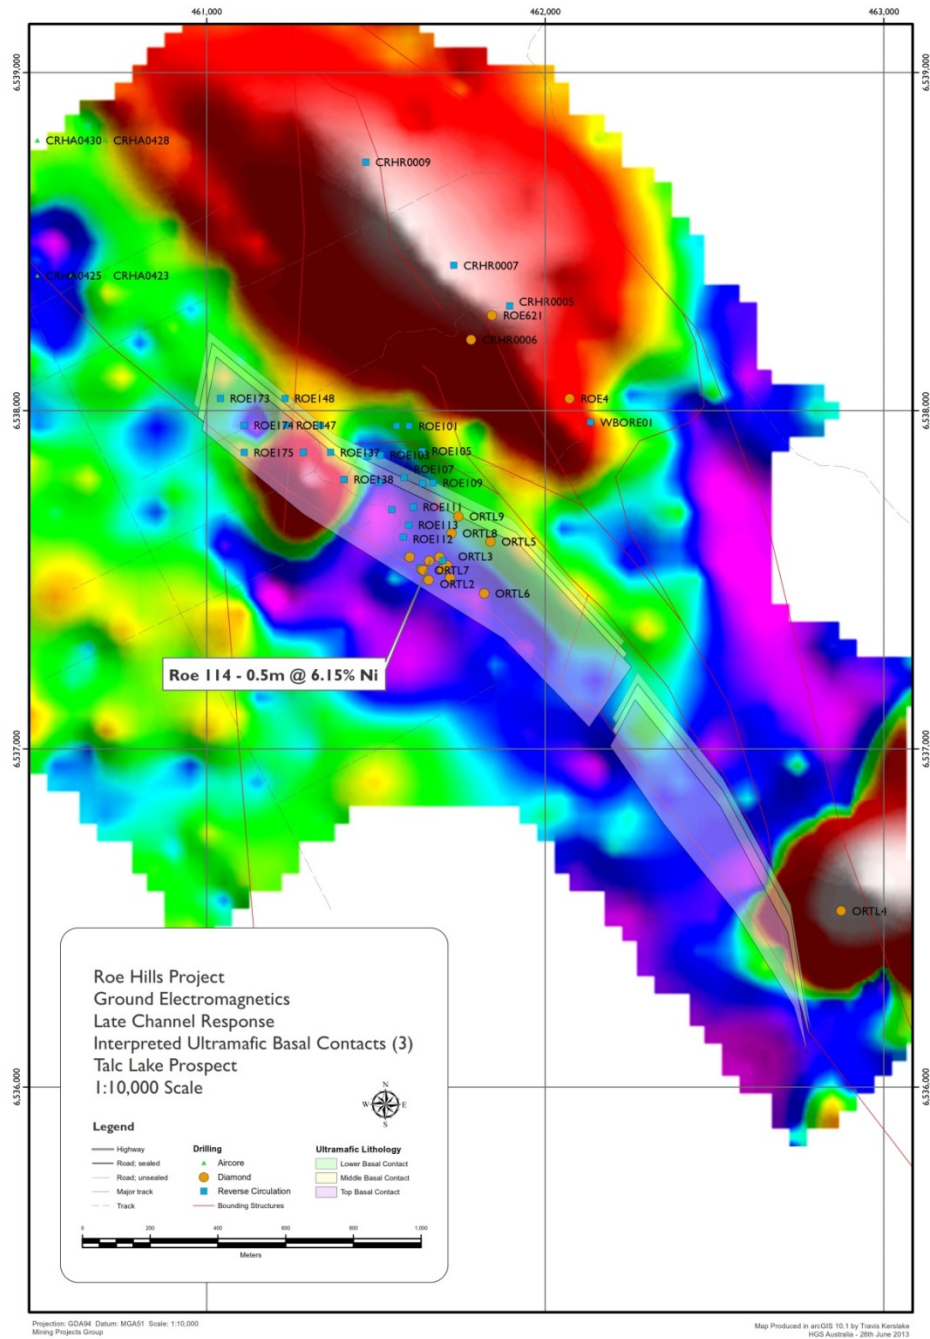 461,000 462,000 463,000
6,539,000 6,539,000
CRHA0430 CRHA0428
CRHR0009
CRHA0425 CRHA0423
CRHR0007
CRHR0005
ROE621
CRHR0006
ROE173 ROE148
ROE4
6,538,000 6,538,000
ROE174 ROE147
ROE101
WBORE01
ROE175 ROE137 ROE103 ROE105
ROE107
ROE138 ROE109
ROE111
ORTL9
ROE113 ORTL8
ORTL5
ROE112
ORTL3
ORTL7
ORTL2
ORTL6
Roe 114 - 0.5m @ 6.15% Ni
6,537,000 6,537,000
ORTL4
Roe Hills Project
Ground Electromagnetics
Late Channel Response
Interpreted Ultramafic Basal Contacts (3)
Talc Lake Prospect
1:10,000 Scale
N
W E
S
6,536,000 6,536,000
Legend
Highway
Road; sealed
Road; unsealed
Major track
Track
Drilling
Aircore
Diamond
Reverse Circulation
Bounding Structures
Ultramafic Lithology
Lower Basal Contact
Middle Basal Contact
Top Basal Contact
0 200 400 600 800 1,000
Meters
Projection: GDA94 Datum: MGA51 Scale: 1:10,000
Mining Projects Group
Map Produced in arcGIS 10.1 by Travis Kerslake
HGS Australia - 28th June 2013